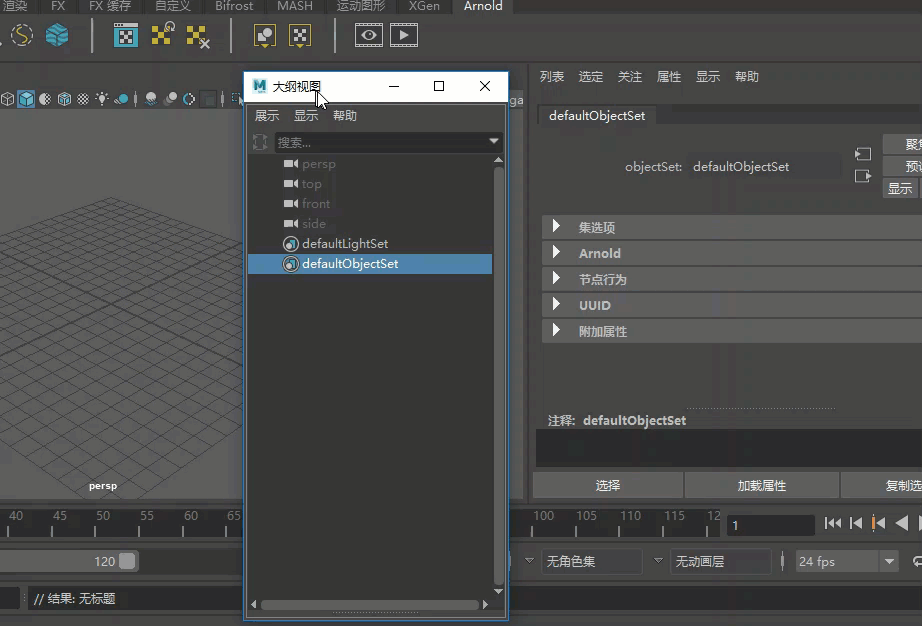 渲染 FX FX 缓存 自定义 Bifrost MASH 运动图形 XGen Arnold
大纲视图
列表 选定 关注 属性 显示 帮助
展示 显示 帮助
ga
defaultObjectSet
搜索...
persp
top
front
side
defaultLightSet
defaultObjectSet
objectSet: defaultObjectSet
显示
集选项
Arnold
节点行为
UUID
附加属性
注释: defaultObjectSet
选择 加载属性 复制选
persp
40 45 50 55 60 65 100 105 110 115 12 1
120 无角色集 无动画层 24 fps
// 结果: 无标题